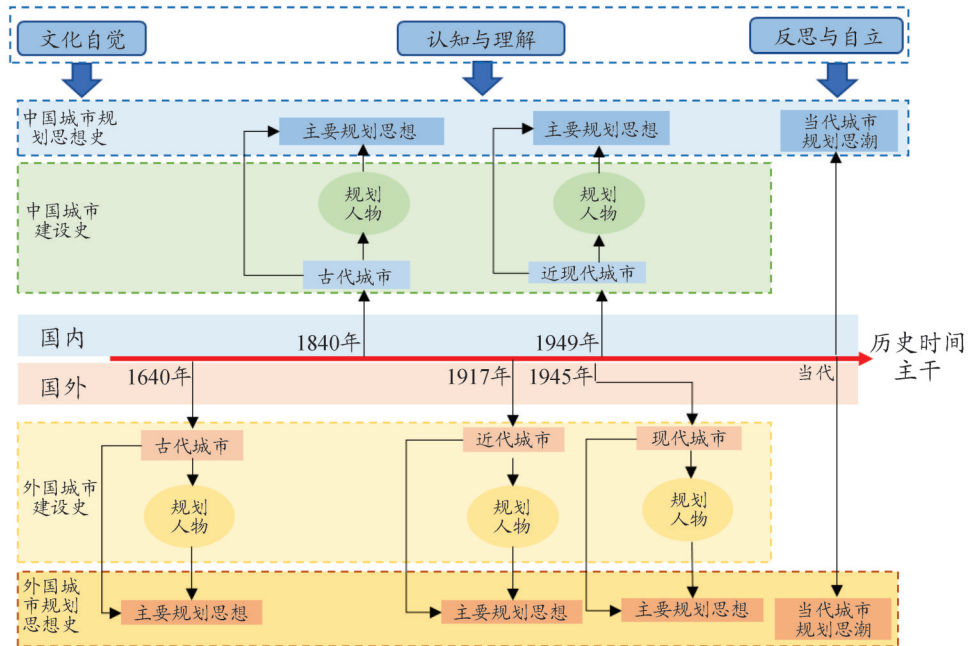 文化自觉
认知与理解
反思与自立
中国城市规
划思想史
主要规划思想
主要规划思想
当代城市
规划思潮
中国城市
建设史
规划
人物
规划
人物
古代城市
近现代城市
国内
1840年
1949年
历史时间
主干
国外
1640年
1917年
1945年
当代
古代城市
近代城市
现代城市
外国城市
建设史
规划
人物
规划
人物
规划
人物
外国城
市规划
思想史
主要规划思想
主要规划思想
主要规划思想
当代城市
规划思潮